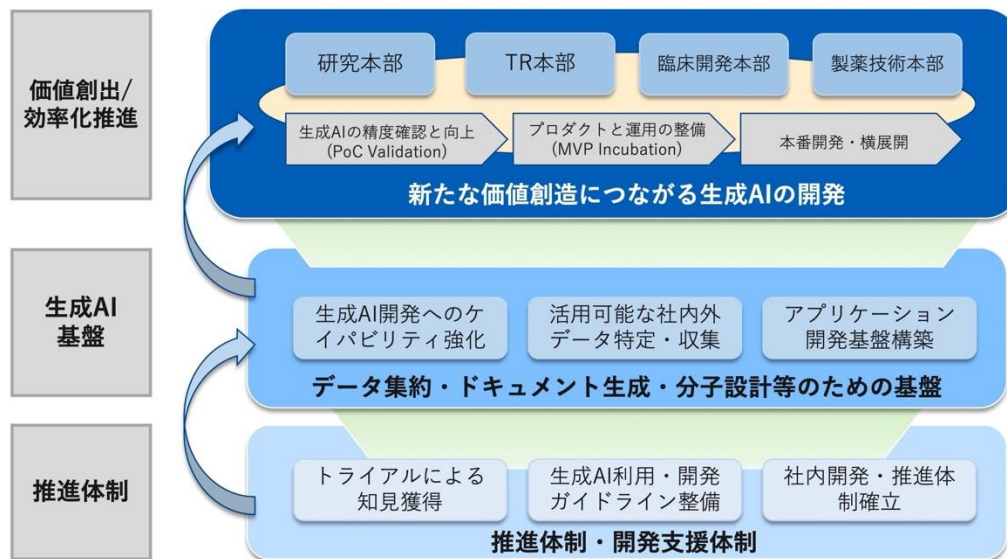 価値創出/
効率化推進
研究本部
TR本部
臨床開発本部
製薬技術本部
生成AIの精度確認と向上
(PoC Validation)
プロダクトと運用の整備
(MVP Incubation)
本番開発・横展開
新たな価値創造につながる生成AIの開発
生成AI
基盤
生成AI開発へのケ
イパビリティ強化
活用可能な社内外
データ特定・収集
アプリケーション
開発基盤構築
データ集約・ドキュメント生成・分子設計等のための基盤
推進体制
トライアルによる
知見獲得
生成AI利用・開発
ガイドライン整備
社内開発・推進体
制確立
推進体制・開発支援体制